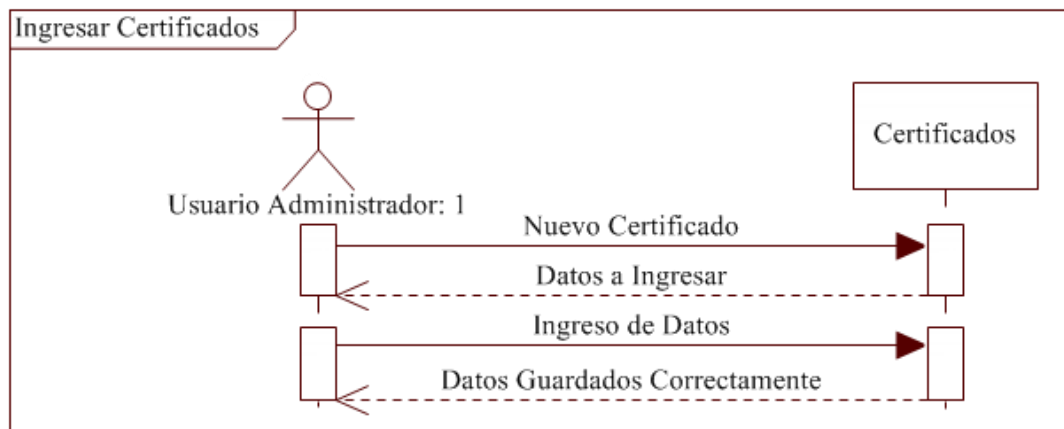 Ingresar Certificados
Certificados
Usuario Administrador: 1
Nuevo Certificado
Datos a Ingresar
Ingreso de Datos
Datos Guardados Correctamente